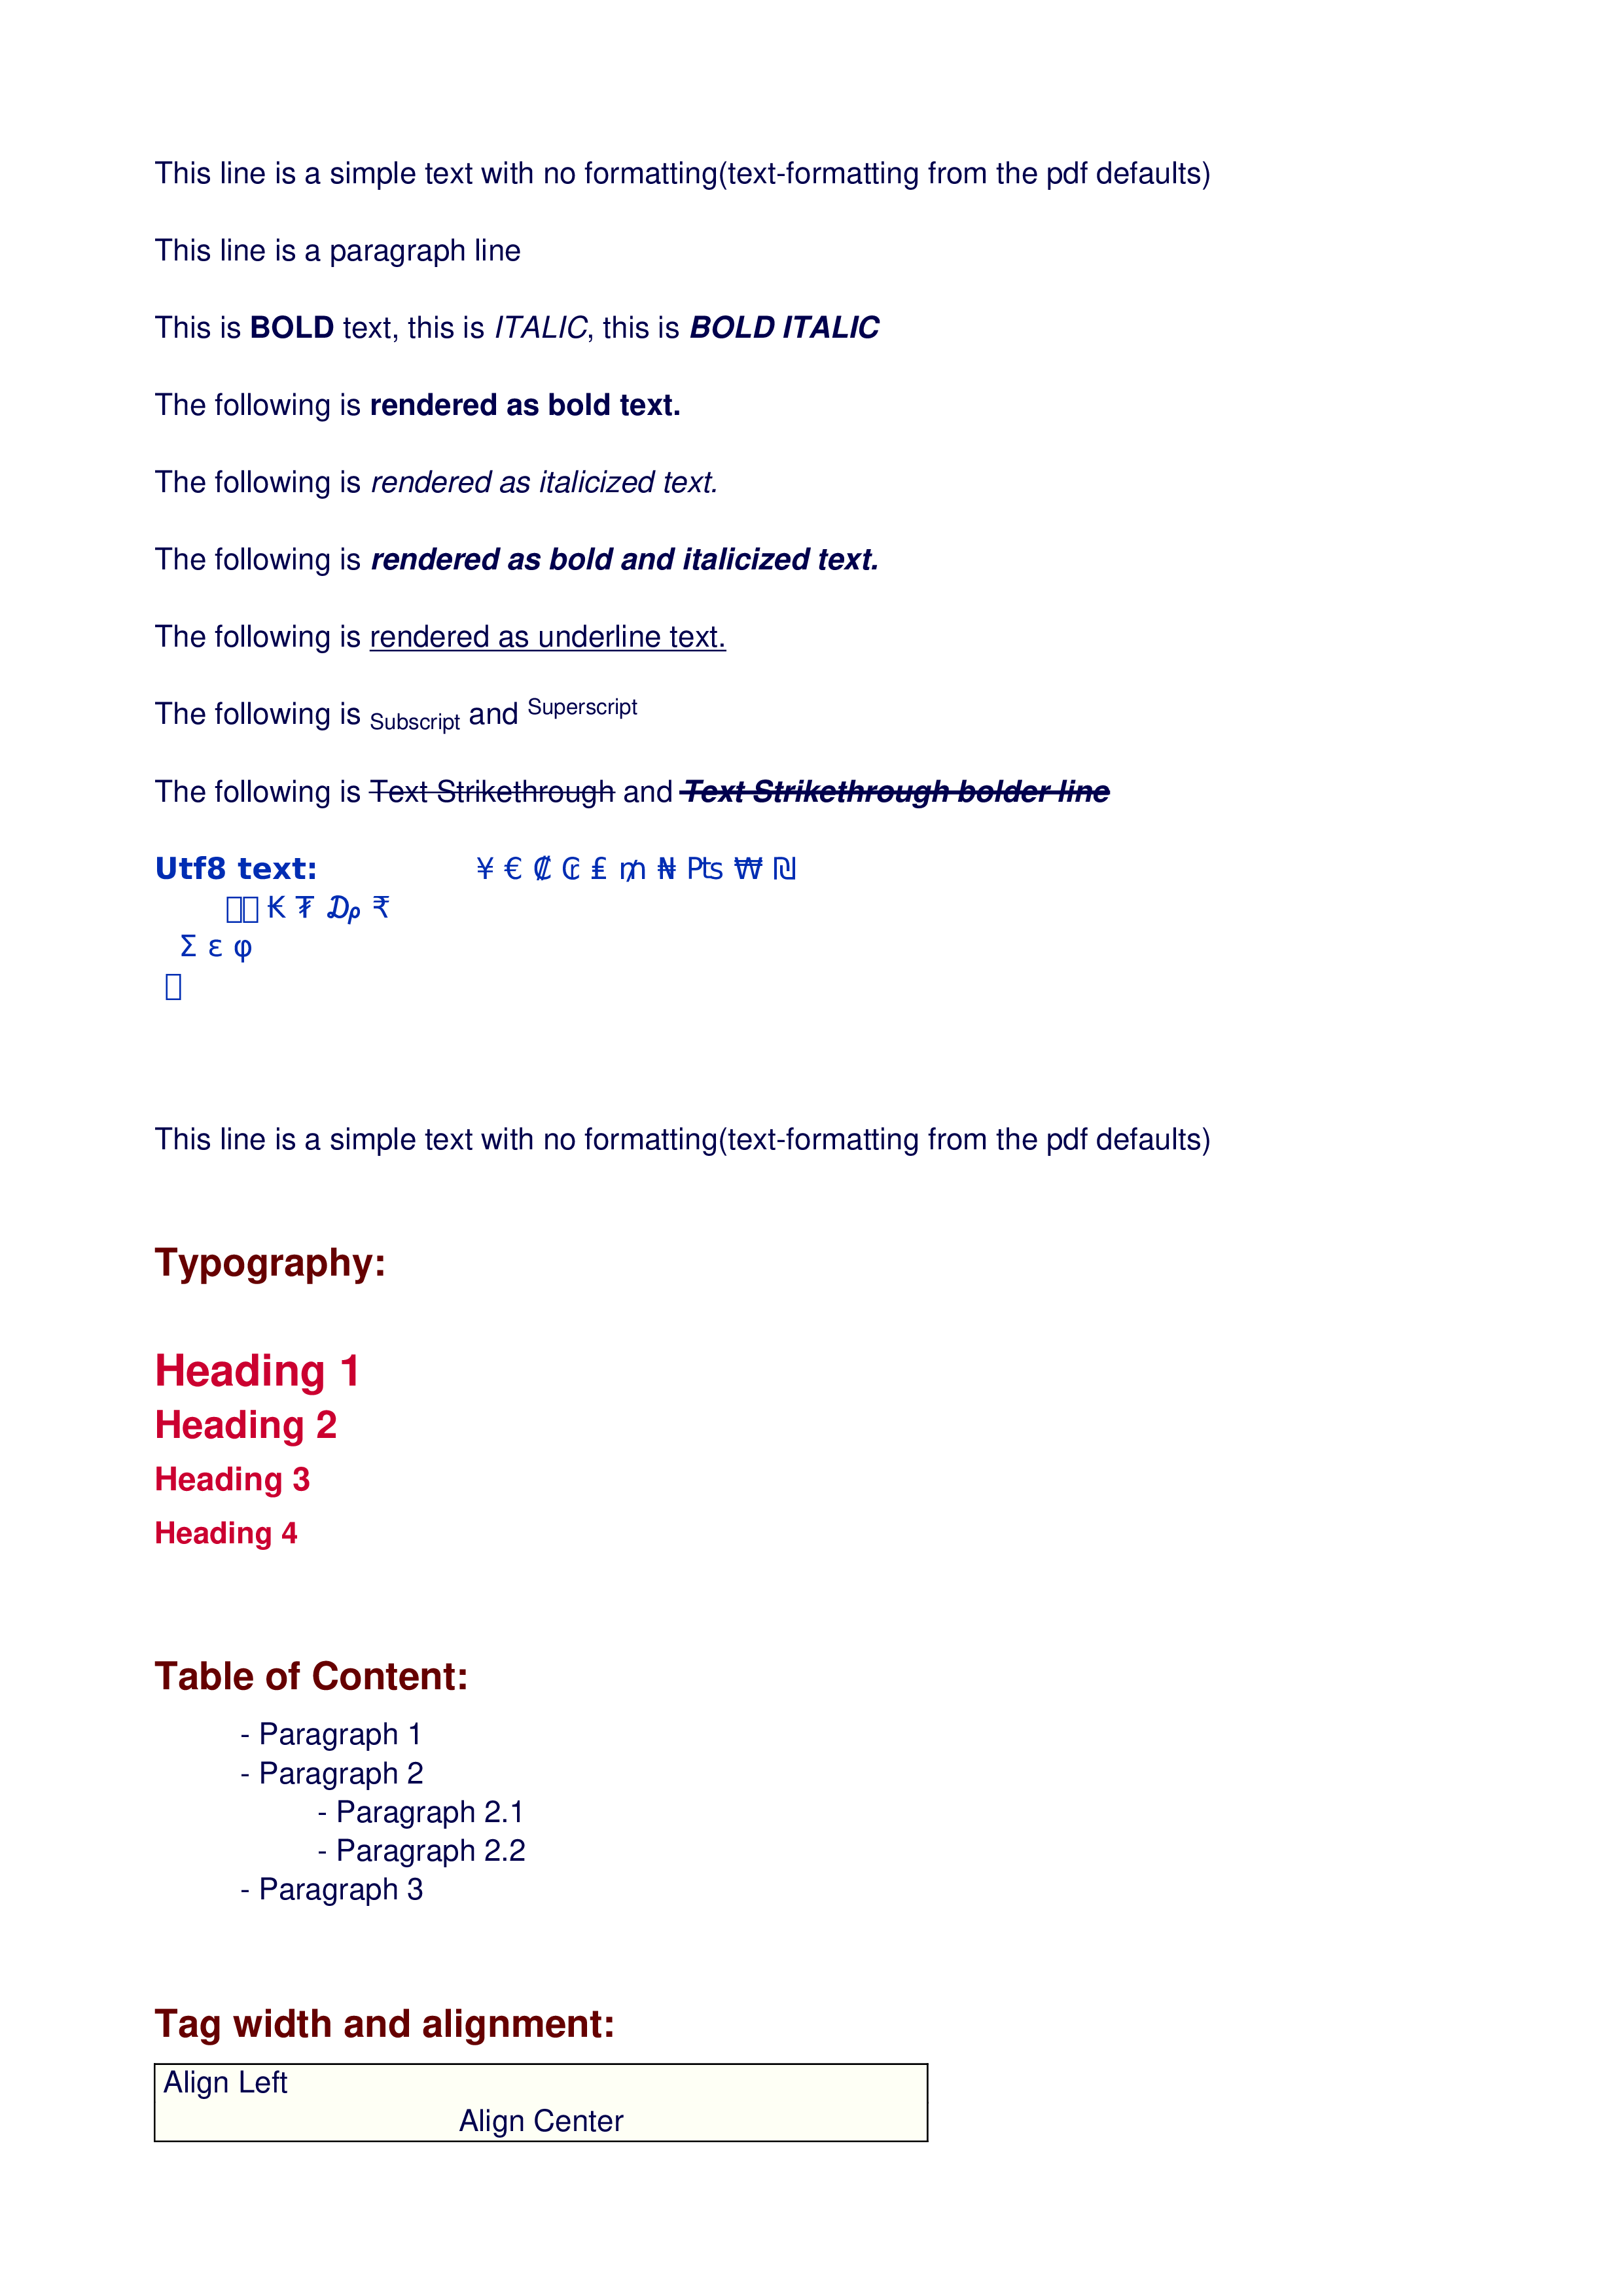 This line is a simple text with no formatting(text-formatting from the pdf defaults)
This line is a paragraph line
This is BOLD text, this is ITALIC, this is BOLD ITALIC
The following is rendered as bold text.
The following is rendered as italicized text.
The following is rendered as bold and italicized text.
The following is rendered as underline text.
The following is Subscript and Superscript
The following is Text Strikethrough and Text Strikethrough bolder line
Utf8 text: ¥ € ₡ ₢ ₤ ₥ ₦ ₧ ₩ ₪
₭ ₮ ₯ ₹
Σ ε φ
This line is a simple text with no formatting(text-formatting from the pdf defaults)
Typography:
Heading 1
Heading 2
Heading 3
Heading 4
Table of Content:
- Paragraph 1
- Paragraph 2
- Paragraph 2.1
- Paragraph 2.2
- Paragraph 3
Tag width and alignment:
Align Left
Align Center